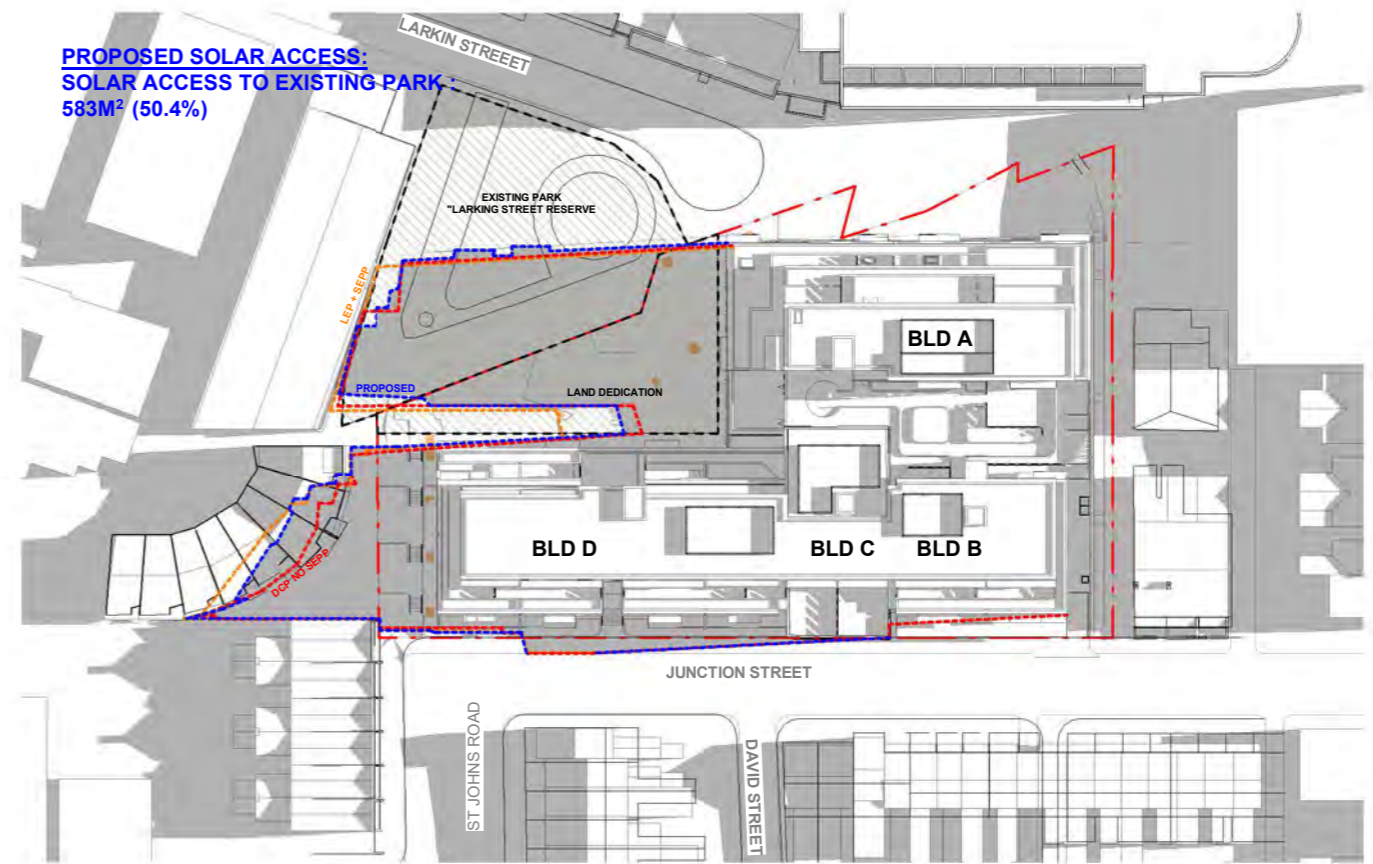 PROPOSED SOLAR ACCESS:
SOLAR ACCESS TO EXISTING PARK :
583M² (50.4%)
LARKIN STREEET
EXISTING PARK
"LARKING STREET RESERVE
LEP + SEPP
PROPOSED
LAND DEDICATION
BLD A
BLD D
BLD C
BLD B
DCP NO SEPP
JUNCTION STREET
ST JOHNS ROAD
DAVID STREET